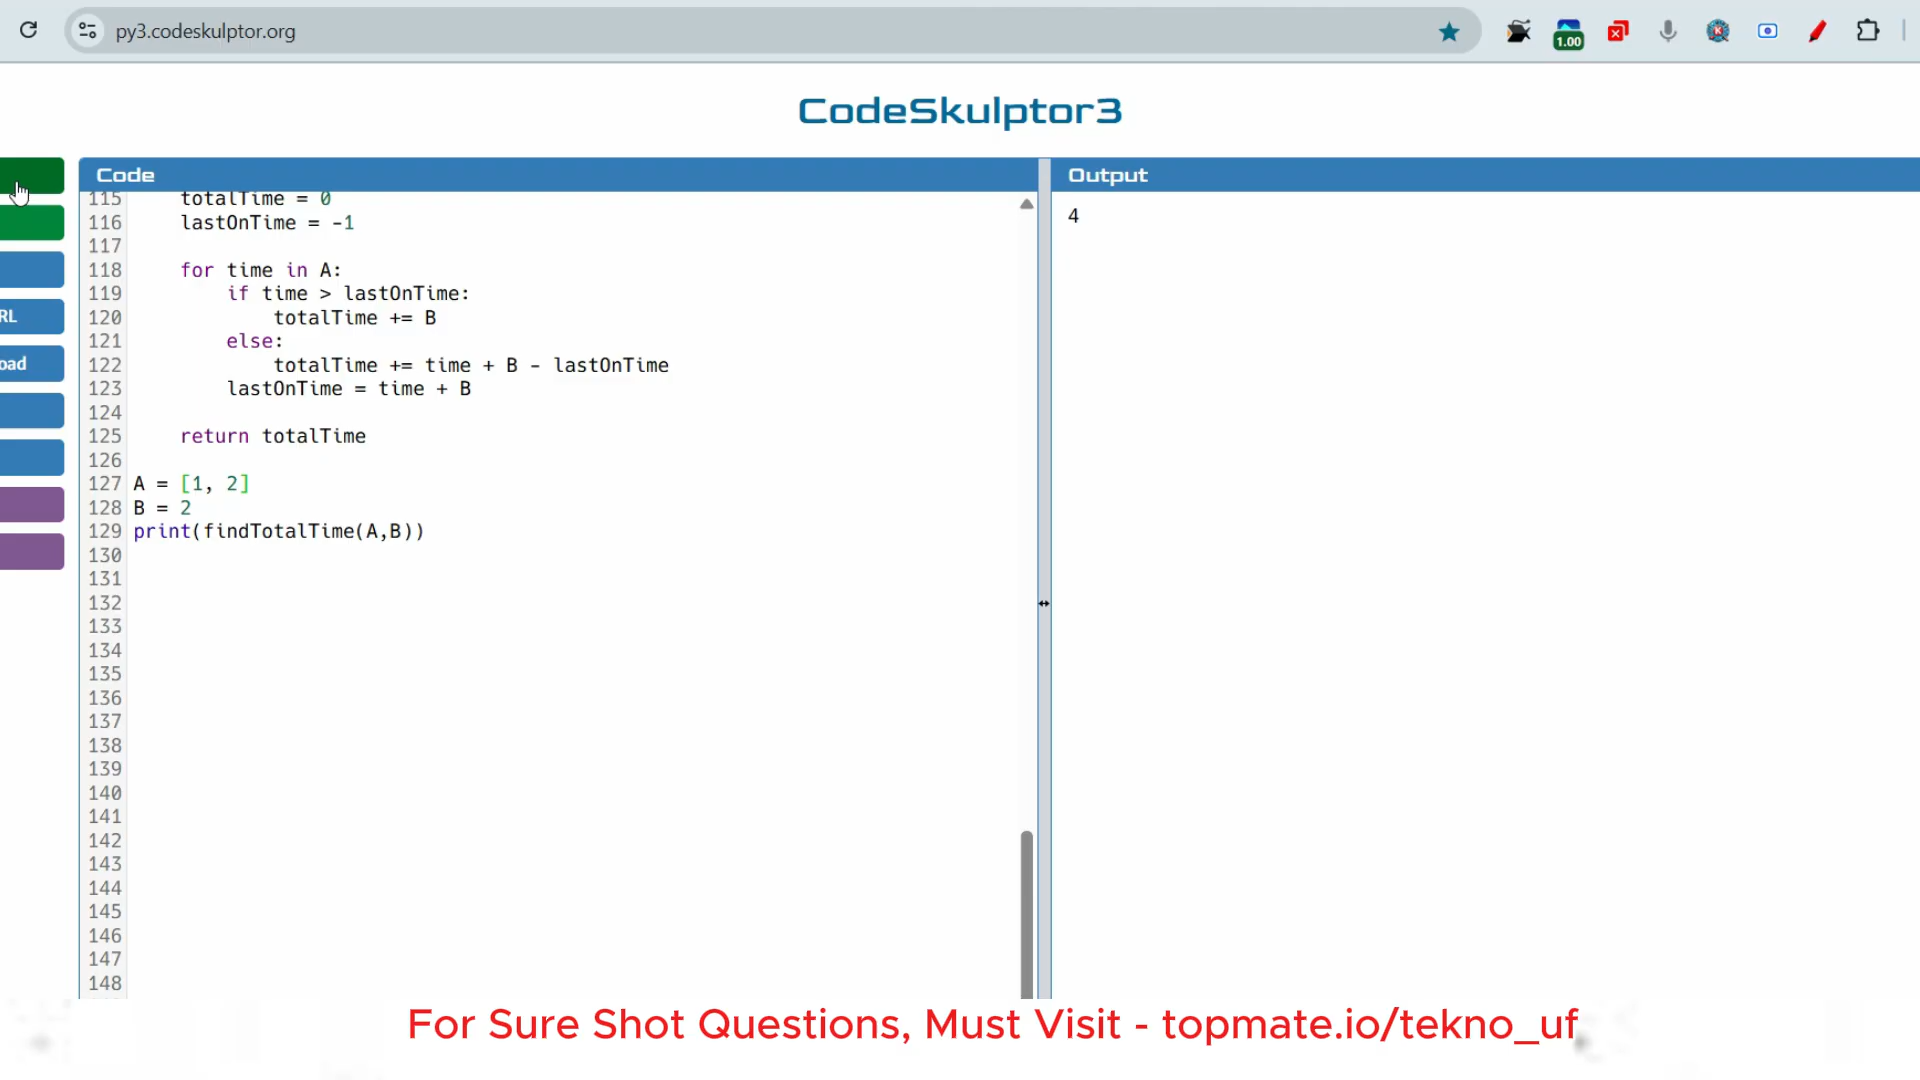 py3.codeskulptor.org
1.00
CodeSkulptor3
Code
Output
RL
oad
115 totalTime = 0
116 lastOnTime = -1
117
118 for time in A:
119 if time > lastOnTime:
120 totalTime += B
121 else:
122 totalTime += time + B - lastOnTime
123 lastOnTime = time + B
124
125 return totalTime
126
127 A = [1, 2]
128 B = 2
129 print(findTotalTime(A,B))
130
131
132
133
134
135
136
137
138
139
140
141
142
143
144
145
146
147
148
4
For Sure Shot Questions, Must Visit - topmate.io/tekno_uf